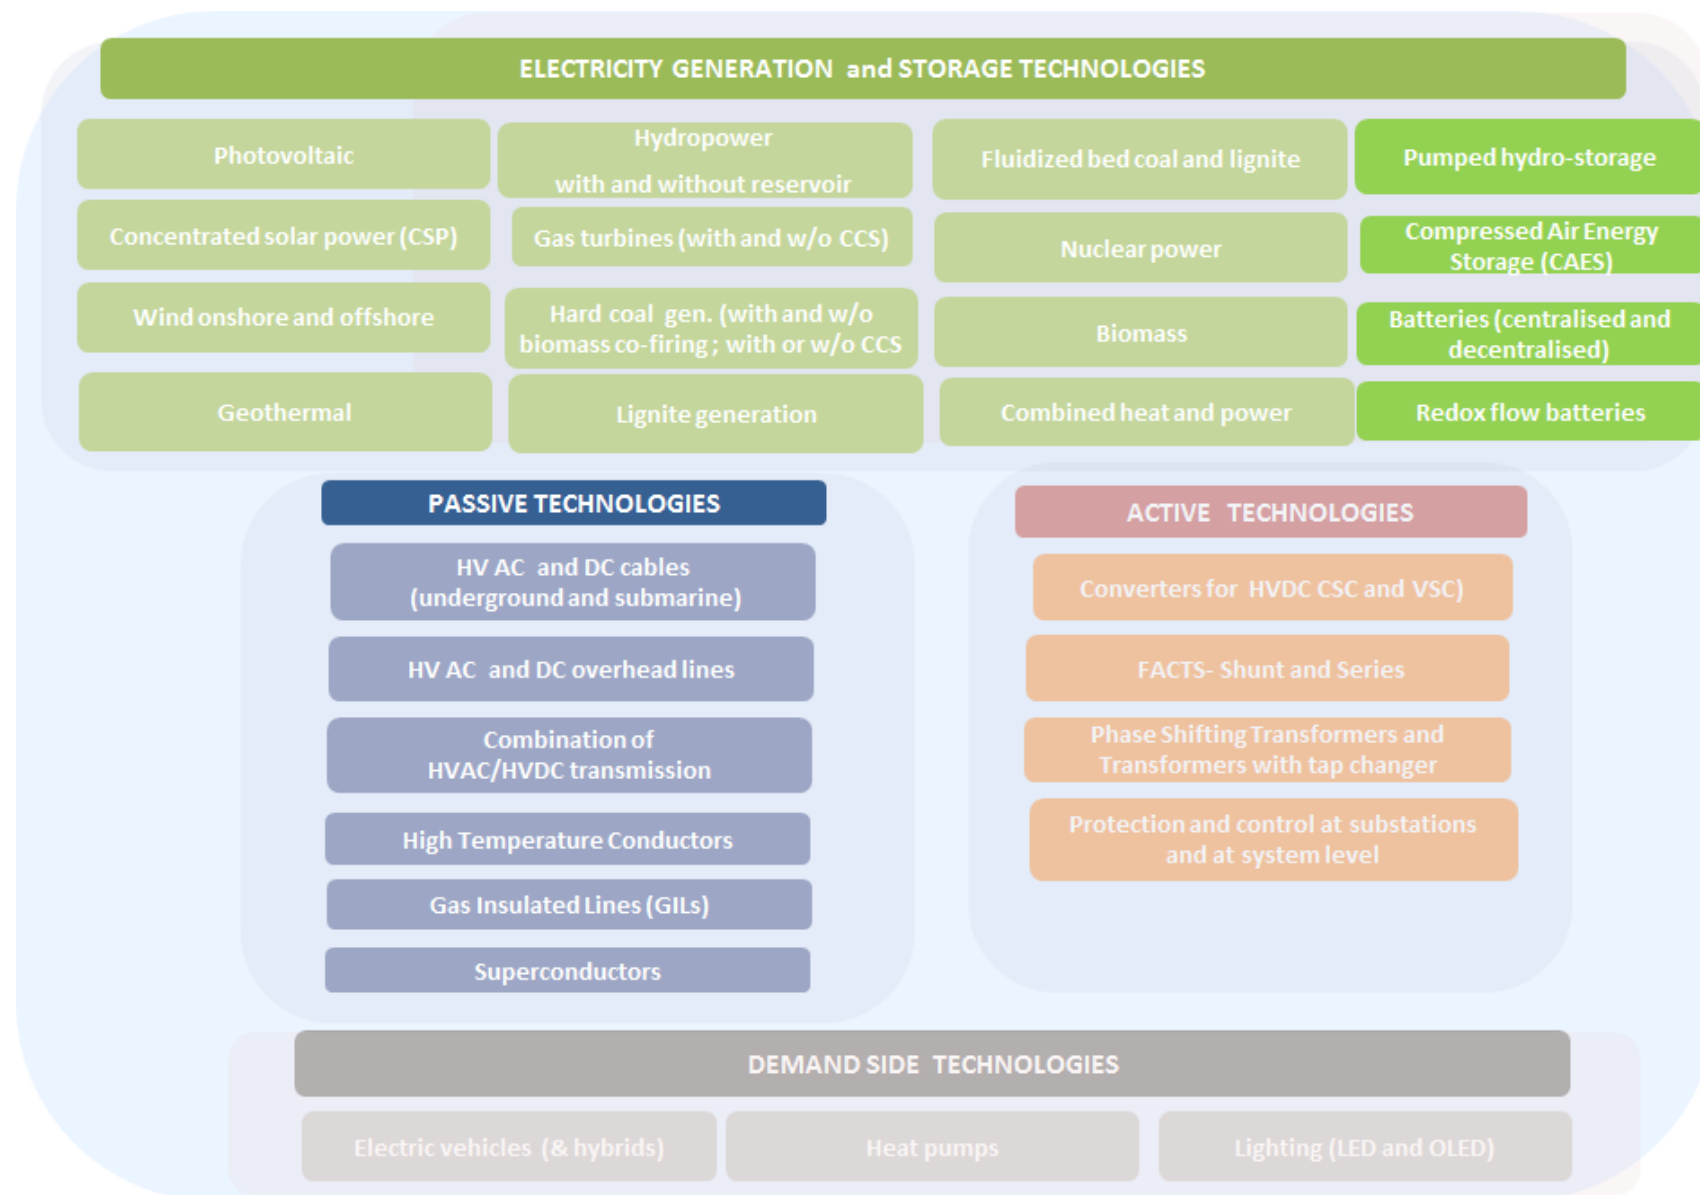 ELECTRICITY GENERATION and STORAGE TECHNOLOGIES
Photovoltaic
Hydropower
with and without reservoir
Fluidized bed coal and lignite
Pumped hydro-storage
Concentrated solar power (CSP)
Gas turbines (with and w/o CCS)
Nuclear power
Compressed Air Energy
Storage (CAES)
Wind onshore and offshore
Hard coal gen. (with and w/o
biomass co-firing ; with or w/o CCS
Biomass
Batteries (centralised and
decentralised)
Geothermal
Lignite generation
Combined heat and power
Redox flow batteries
PASSIVE TECHNOLOGIES
HV AC and DC cables
(underground and submarine)
HV AC and DC overhead lines
Combination of
HVAC/HVDC transmission
High Temperature Conductors
Gas Insulated Lines (GILs)
Superconductors
ACTIVE TECHNOLOGIES
Converters for HVDC CSC and VSC)
FACTS- Shunt and Series
Phase Shifting Transformers and
Transformers with tap changer
Protection and control at substations
and at system level
DEMAND SIDE TECHNOLOGIES
Electric vehicles (& hybrids)
Heat pumps
Lighting (LED and OLED)